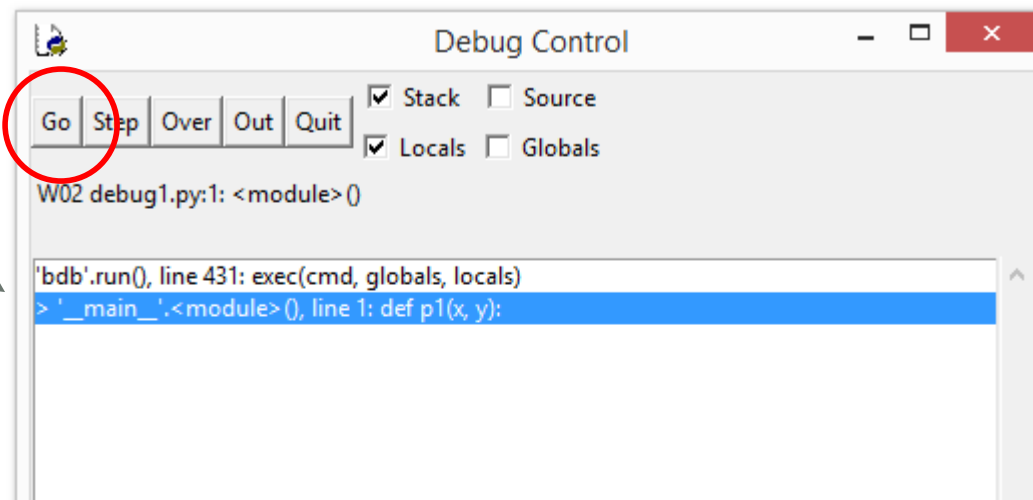 Debug Control
Go Step Over Out Quit
Stack Source
Locals Globals
W02 debug1.py:1: <module>()
'bdb'.run(), line 431: exec(cmd, globals, locals)
> '__main__'.<module>(), line 1: def p1(x, y):